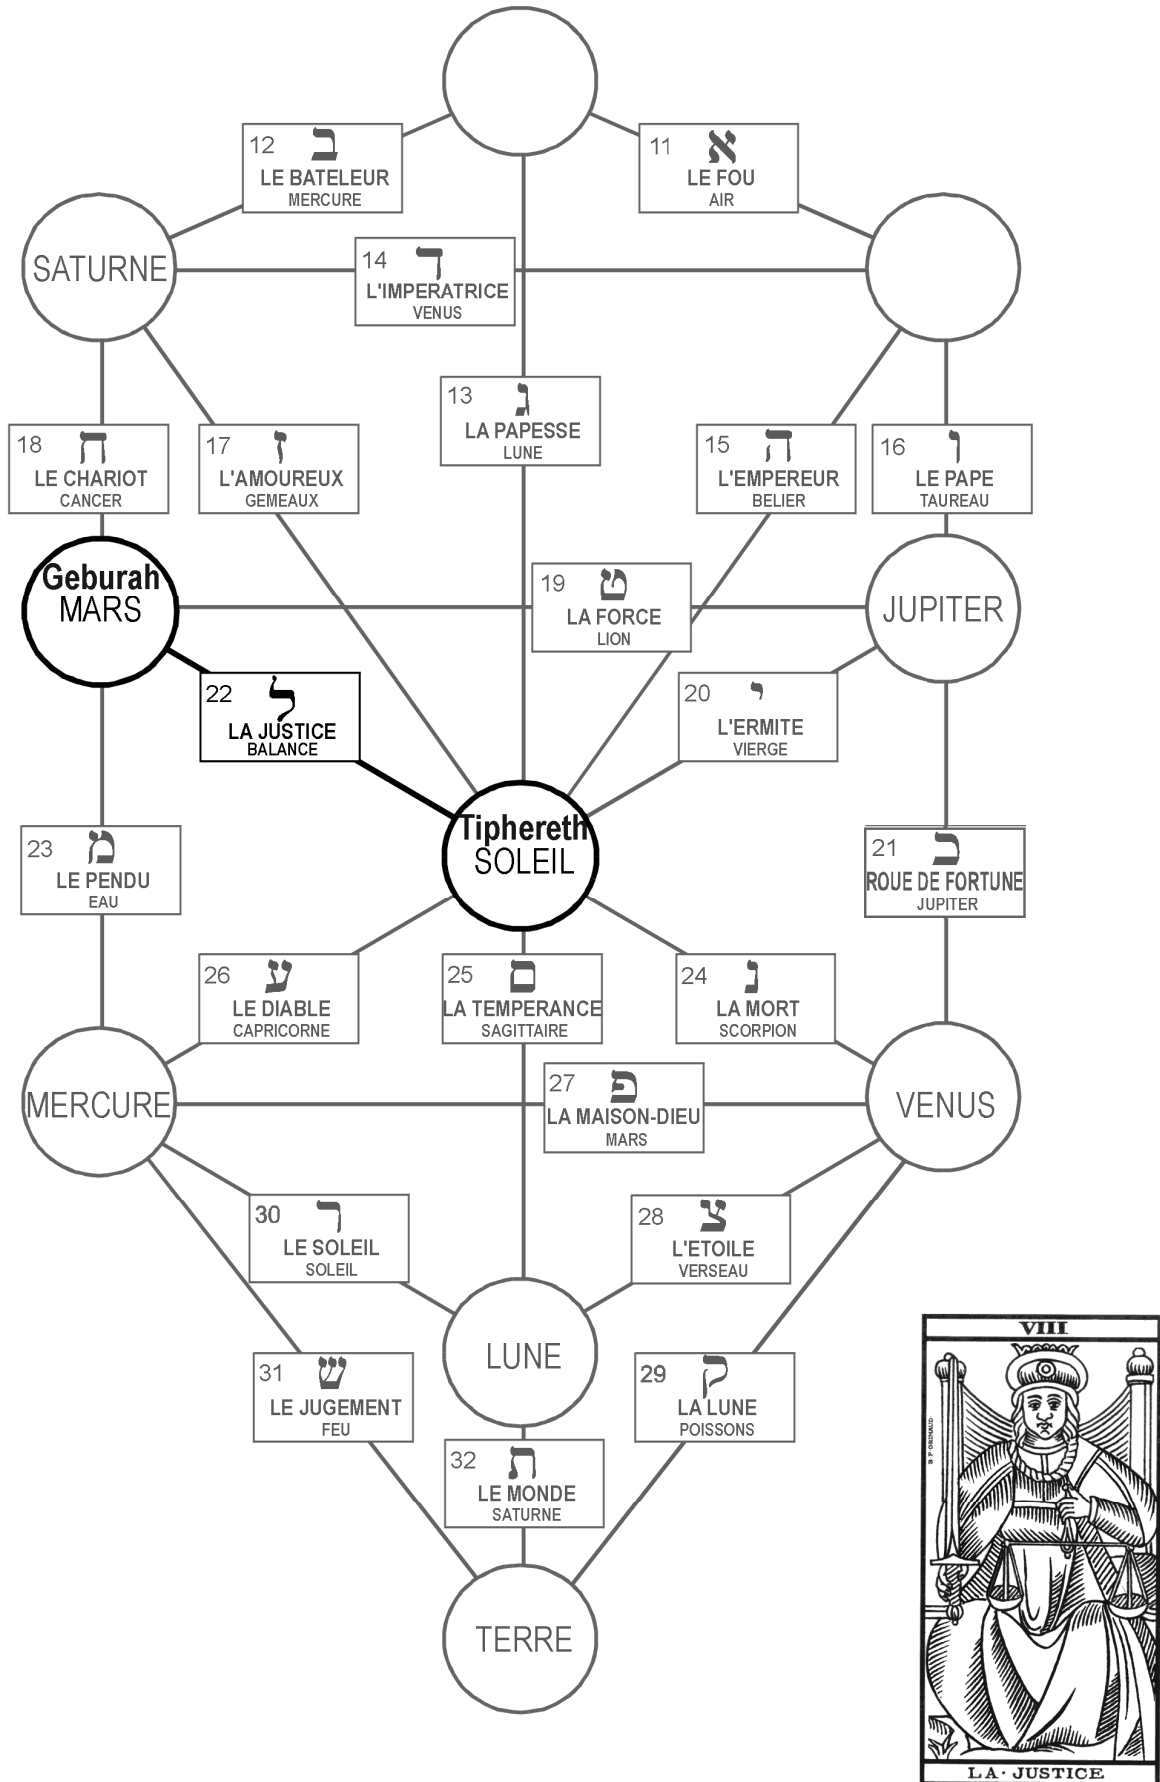 12 ב
LE BATELEUR
MERCURE
11 א
LE FOU
AIR
SATURNE
14 ד
L'IMPERATRICE
VENUS
13 ג
LA PAPESSE
LUNE
18 ח
LE CHARIOT
CANCER
17 ז
L'AMOUREUX
GEMEAUX
15 ה
L'EMPEREUR
BELIER
16 ו
LE PAPE
TAUREAU
Geburah
MARS
19 ט
LA FORCE
LION
JUPITER
22 ל
LA JUSTICE
BALANCE
20 י
L'ERMITE
VIERGE
Tiphereth
SOLEIL
23 מ
LE PENDU
EAU
21 כ
ROUE DE FORTUNE
JUPITER
26 ע
LE DIABLE
CAPRICORNE
25 ם
LA TEMPERANCE
SAGITTAIRE
24 נ
LA MORT
SCORPION
MERCURE
27 פ
LA MAISON-DIEU
MARS
VENUS
30 ר
LE SOLEIL
SOLEIL
28 צ
L'ETOILE
VERSEAU
LUNE
31 ש
LE JUGEMENT
FEU
29 ק
LA LUNE
POISSONS
32 ת
LE MONDE
SATURNE
TERRE
VIII
B·P·GRIMAUD·
LA·JUSTICE